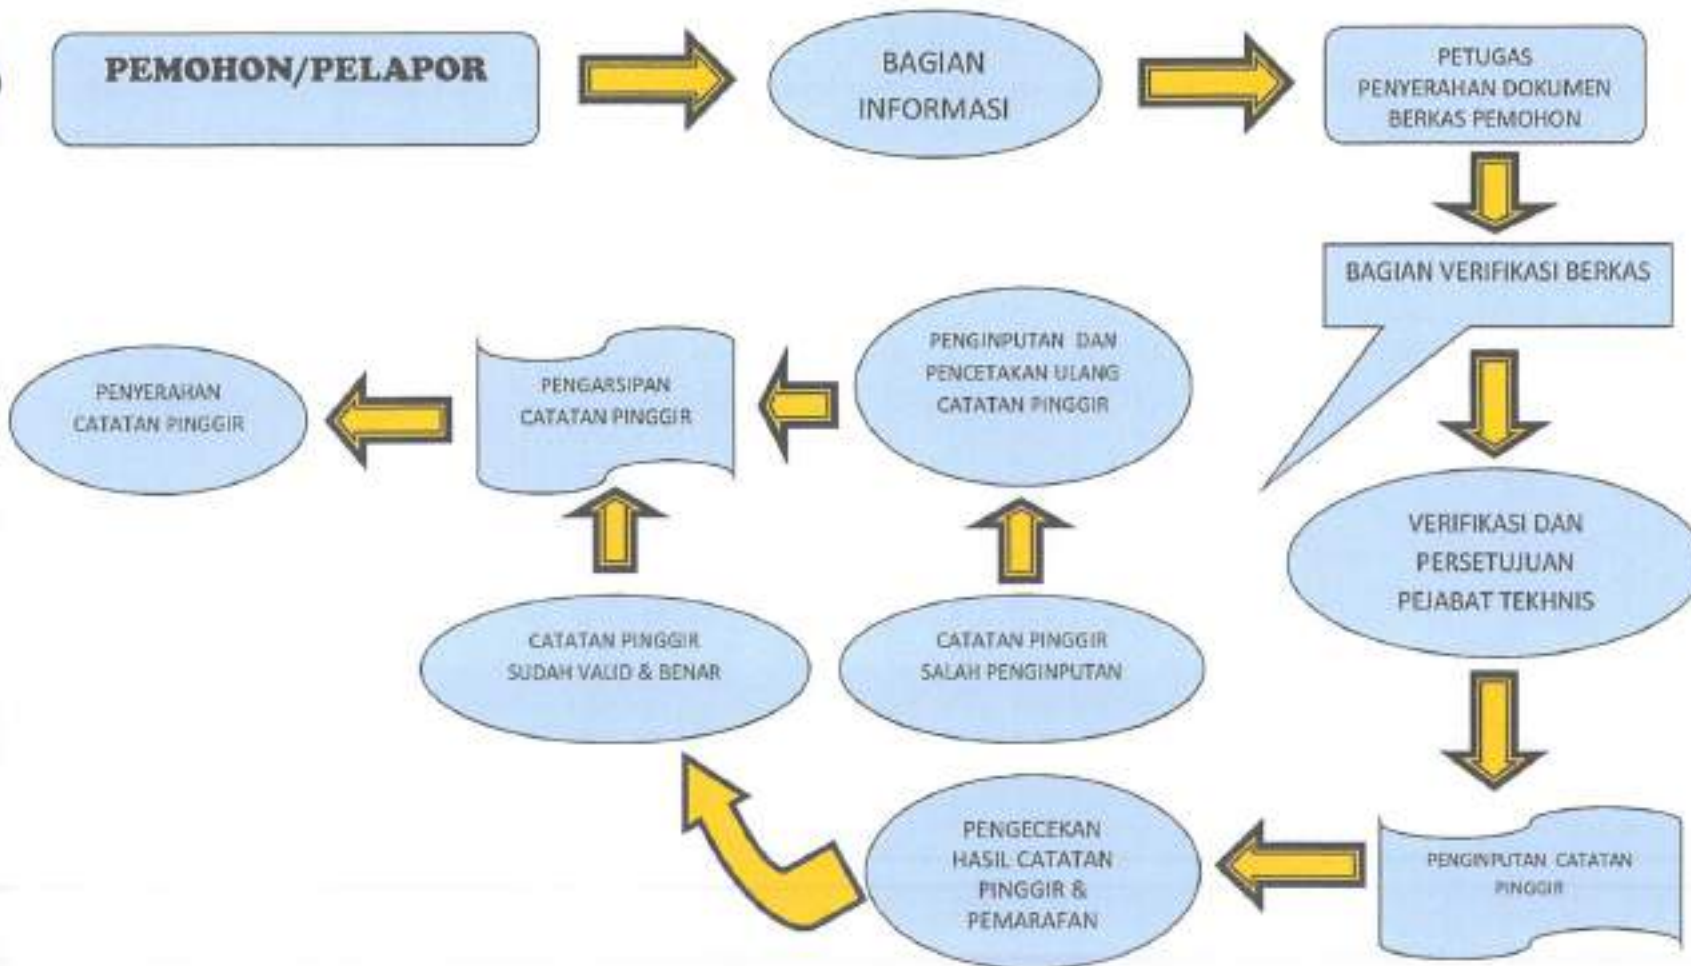 PEMOHON/PELAPOR
BAGIAN
INFORMASI
PETUGAS
PENYERAHAN DOKUMEN
BERKAS PEMOHON
BAGIAN VERIFIKASI BERKAS
VERIFIKASI DAN
PERSETUJUAN
PEJABAT TEKHNIS
PENGINPUTAN CATATAN
PINGGIR
PENGECEKAN
HASIL CATATAN
PINGGIR &
PEMARAFAN
CATATAN PINGGIR
SUDAH VALID & BENAR
CATATAN PINGGIR
SALAH PENGINPUTAN
PENGINPUTAN DAN
PENCETAKAN ULANG
CATATAN PINGGIR
PENGARSIPAN
CATATAN PINGGIR
PENYERAHAN
CATATAN PINGGIR